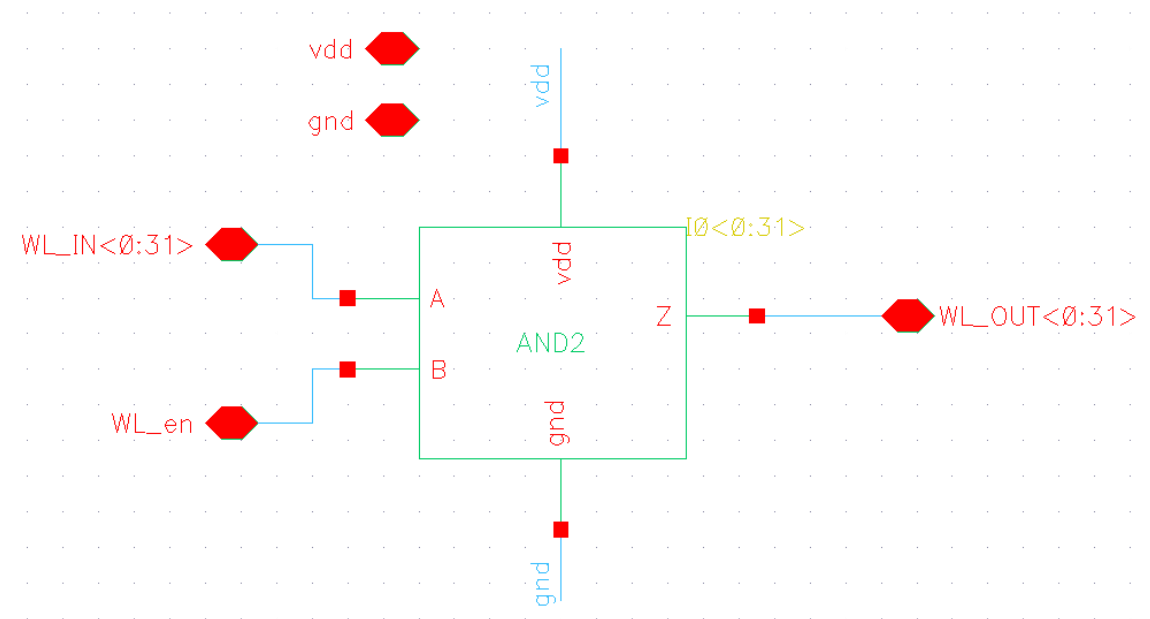 vdd
gnd
vdd
WL_IN<0:31>
I0<0:31>
vdd
A
Z
WL_OUT<0:31>
AND2
B
WL_en
gnd
gnd